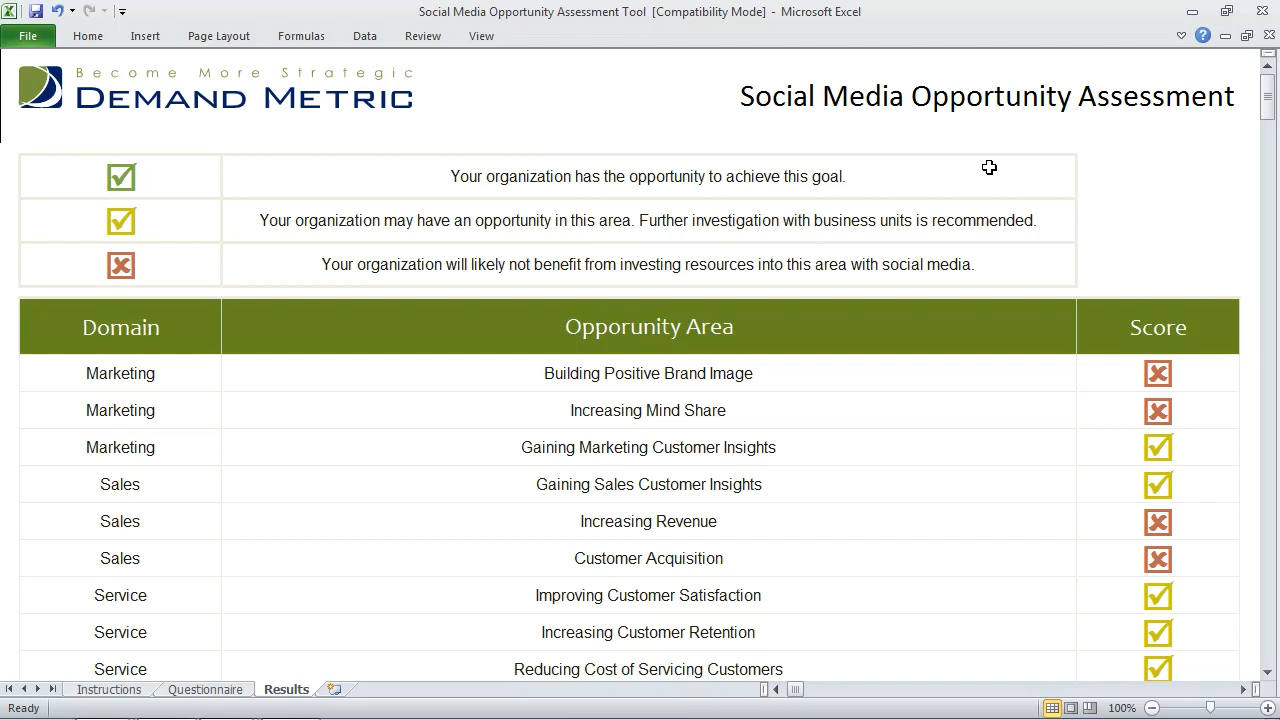 Social Media Opportunity Assessment Tool  [Compatibility Mode]  -  Microsoft Excel
File Home Insert Page Layout Formulas Data Review View
Become More Strategic
DEMAND METRIC
Social Media Opportunity Assessment
Your organization has the opportunity to achieve this goal.
Your organization may have an opportunity in this area. Further investigation with business units is recommended.
Your organization will likely not benefit from investing resources into this area with social media.
Domain Opporunity Area Score
Marketing Building Positive Brand Image
Marketing Increasing Mind Share
Marketing Gaining Marketing Customer Insights
Sales Gaining Sales Customer Insights
Sales Increasing Revenue
Sales Customer Acquisition
Service Improving Customer Satisfaction
Service Increasing Customer Retention
Service Reducing Cost of Servicing Customers
Instructions Questionnaire Results
Ready 100%